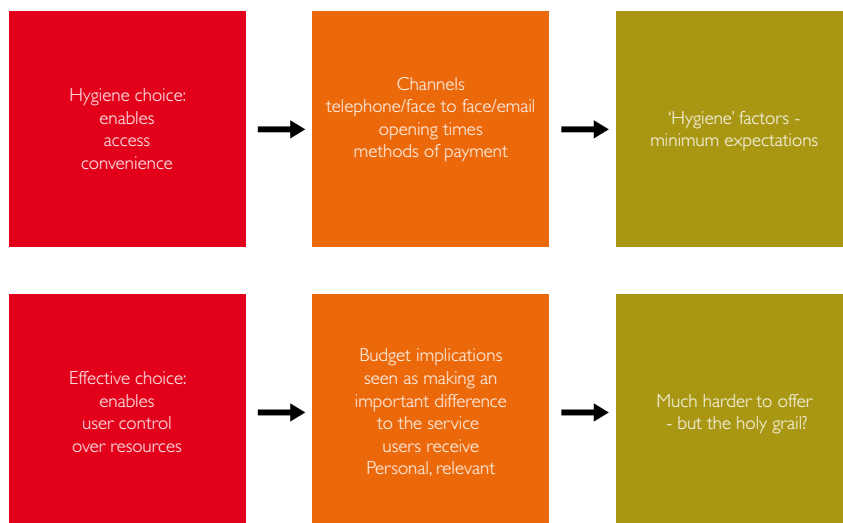 Hygiene choice:
enables
access
convenience
Channels
telephone/face to face/email
opening times
methods of payment
‘Hygiene’ factors -
minimum expectations
Effective choice:
enables
user control
over resources
Budget implications
seen as making an
important difference
to the service
users receive
Personal, relevant
Much harder to offer
- but the holy grail?